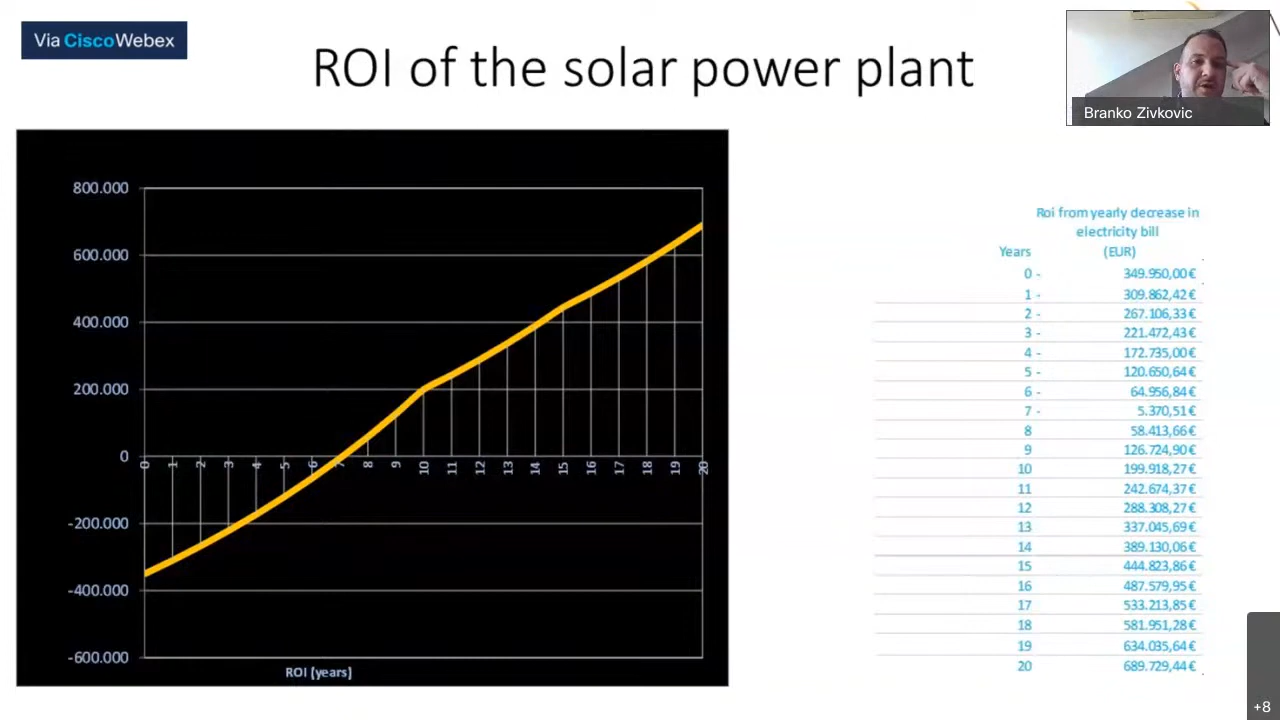 Via CiscoWebex
ROI of the solar power plant
Branko Zivkovic
800.000
600.000
400.000
200.000
0
-200.000
-400.000
-600.000
0 1 2 3 4 5 6 7 8 9 10 11 12 13 14 15 16 17 18 19 20
ROI [years]
Roi from yearly decrease in
electricity bill
Years (EUR)
0 - 349.950,00 €
1 - 309.862,42 €
2 - 267.106,33 €
3 - 221.472,43 €
4 - 172.735,00 €
5 - 120.650,64 €
6 - 64.956,84 €
7 - 5.370,51 €
8 58.413,66 €
9 126.724,90 €
10 199.918,27 €
11 242.674,37 €
12 288.308,27 €
13 337.045,69 €
14 389.130,06 €
15 444.823,86 €
16 487.579,95 €
17 533.213,85 €
18 581.951,28 €
19 634.035,64 €
20 689.729,44 €
+8